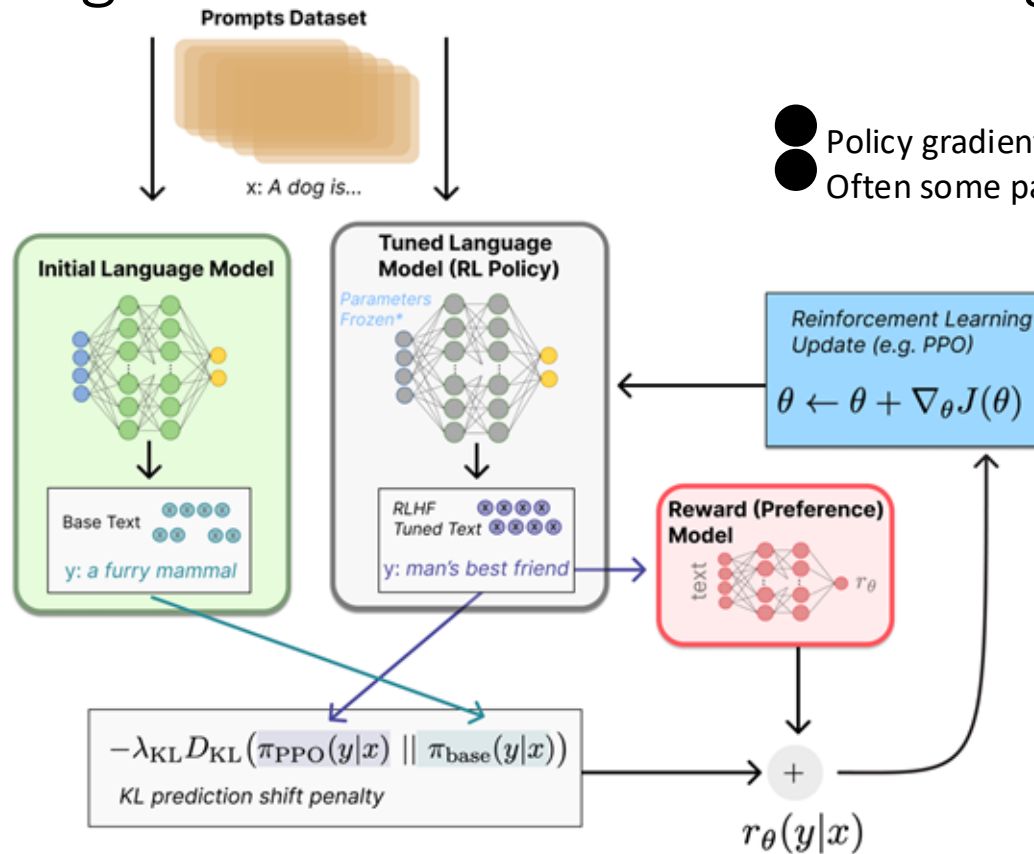 Prompts Dataset
x: A dog is...
Policy gradien
Often some pa
Initial Language Model
Tuned Language
Model (RL Policy)
Parameters
Frozen*
Reinforcement Learning
Update (e.g. PPO)
θ ← θ + ∇θJ(θ)
Base Text
y: a furry mammal
RLHF
Tuned Text
y: man's best friend
Reward (Preference)
Model
text
rθ
−λKL DKL(πPPO(y|x) || πbase(y|x))
KL prediction shift penalty
+
rθ(y|x)